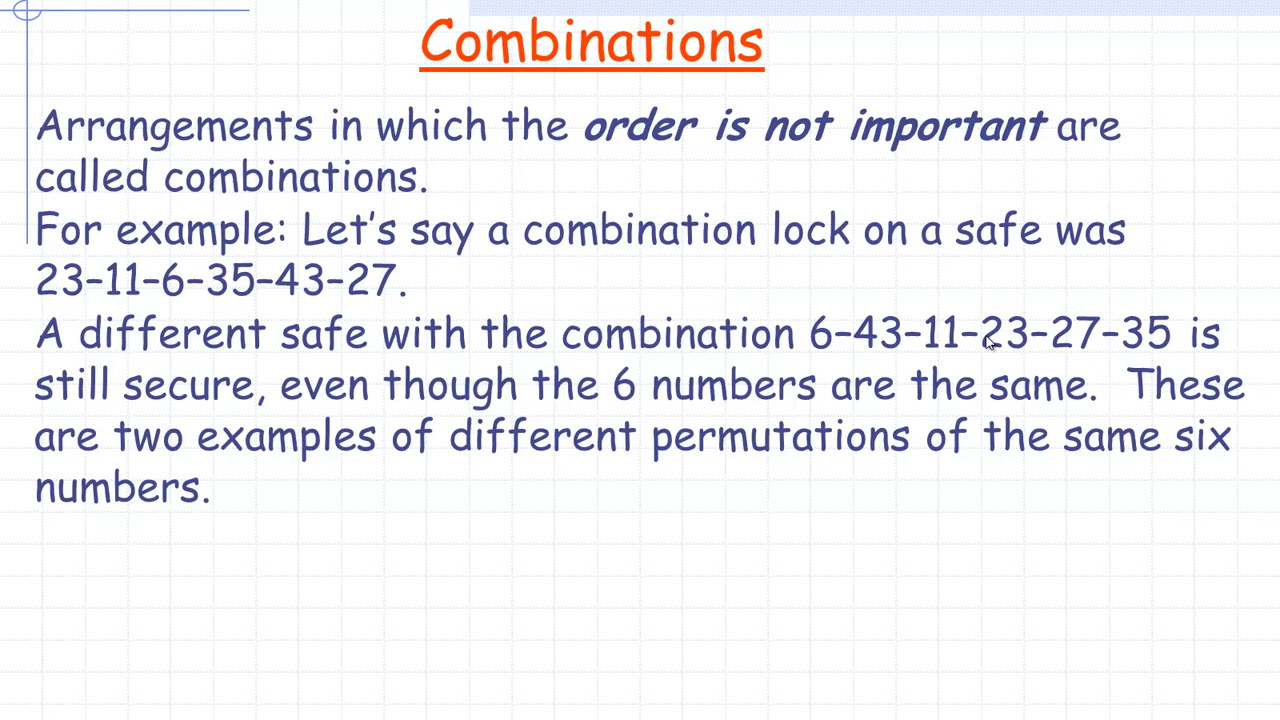 Combinations
Arrangements in which the order is not important are
called combinations.
For example: Let’s say a combination lock on a safe was
23–11–6–35–43–27.
A different safe with the combination 6–43–11–23–27–35 is
still secure, even though the 6 numbers are the same.  These
are two examples of different permutations of the same six
numbers.